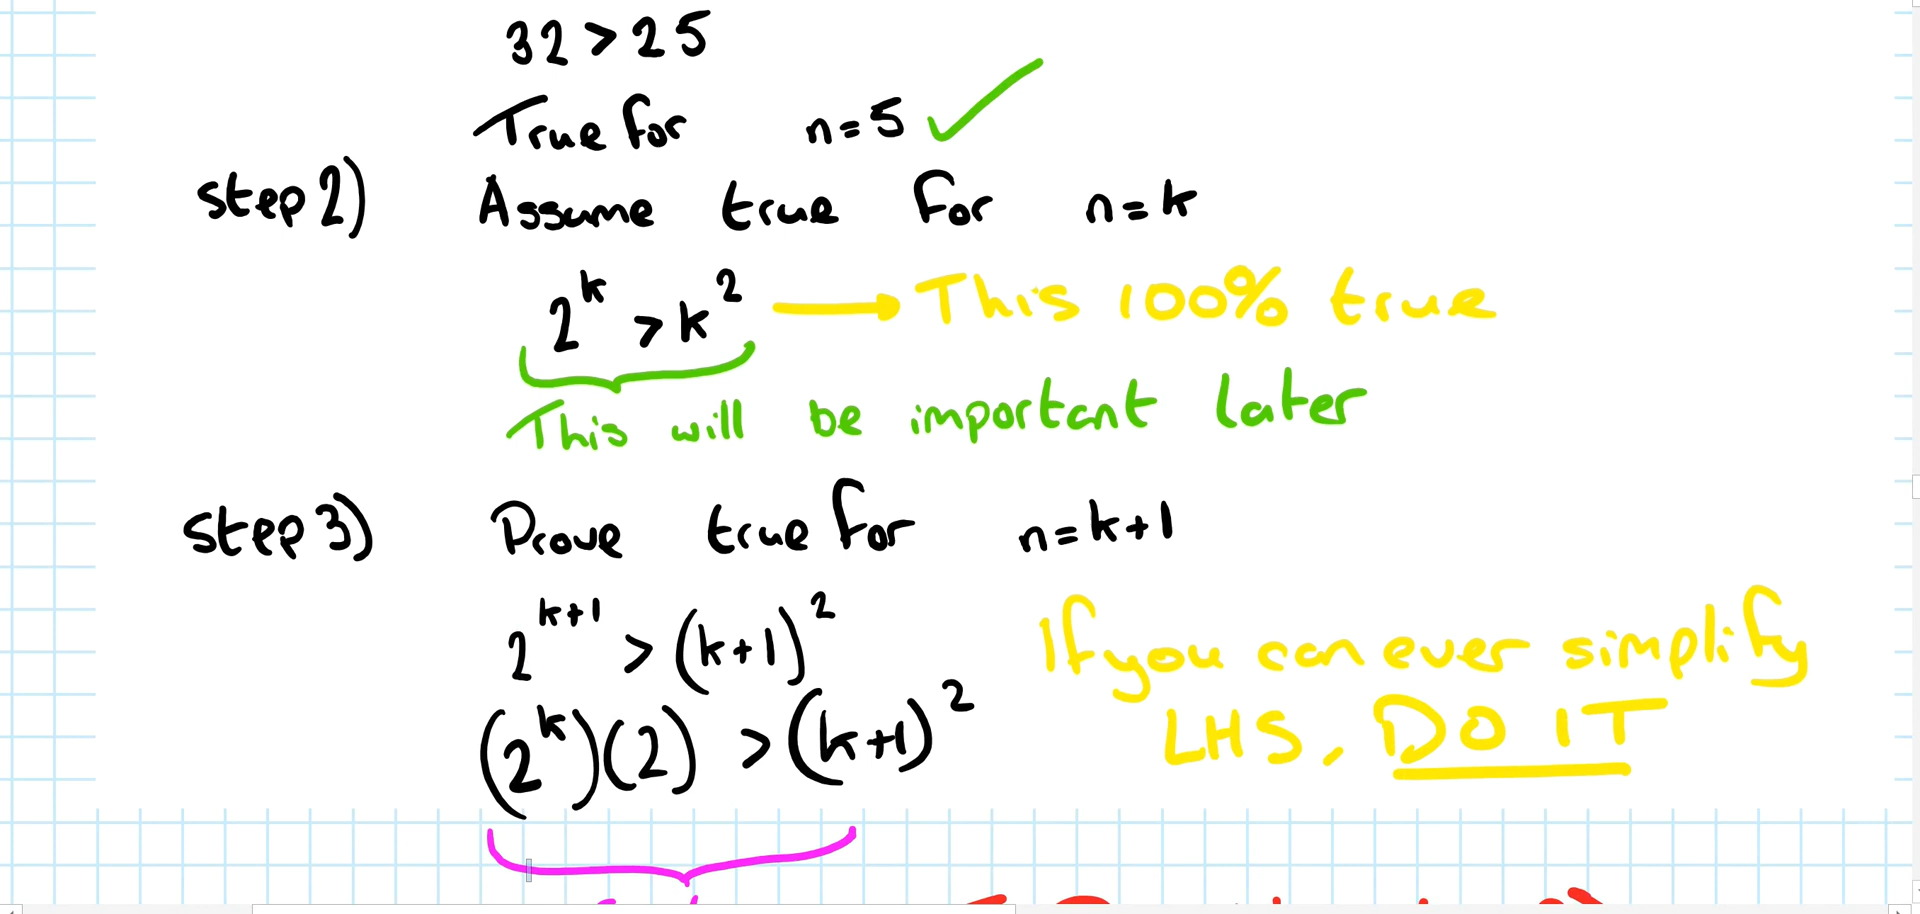 32 > 25
True for n=5 ✓
step 2) Assume true for n=k
2^k > k^2 → This 100% true
This will be important later
step 3) Prove true for n=k+1
2^{k+1} > (k+1)^2
If you can ever simplify
(2^k)(2) > (k+1)^2
LHS, DO IT